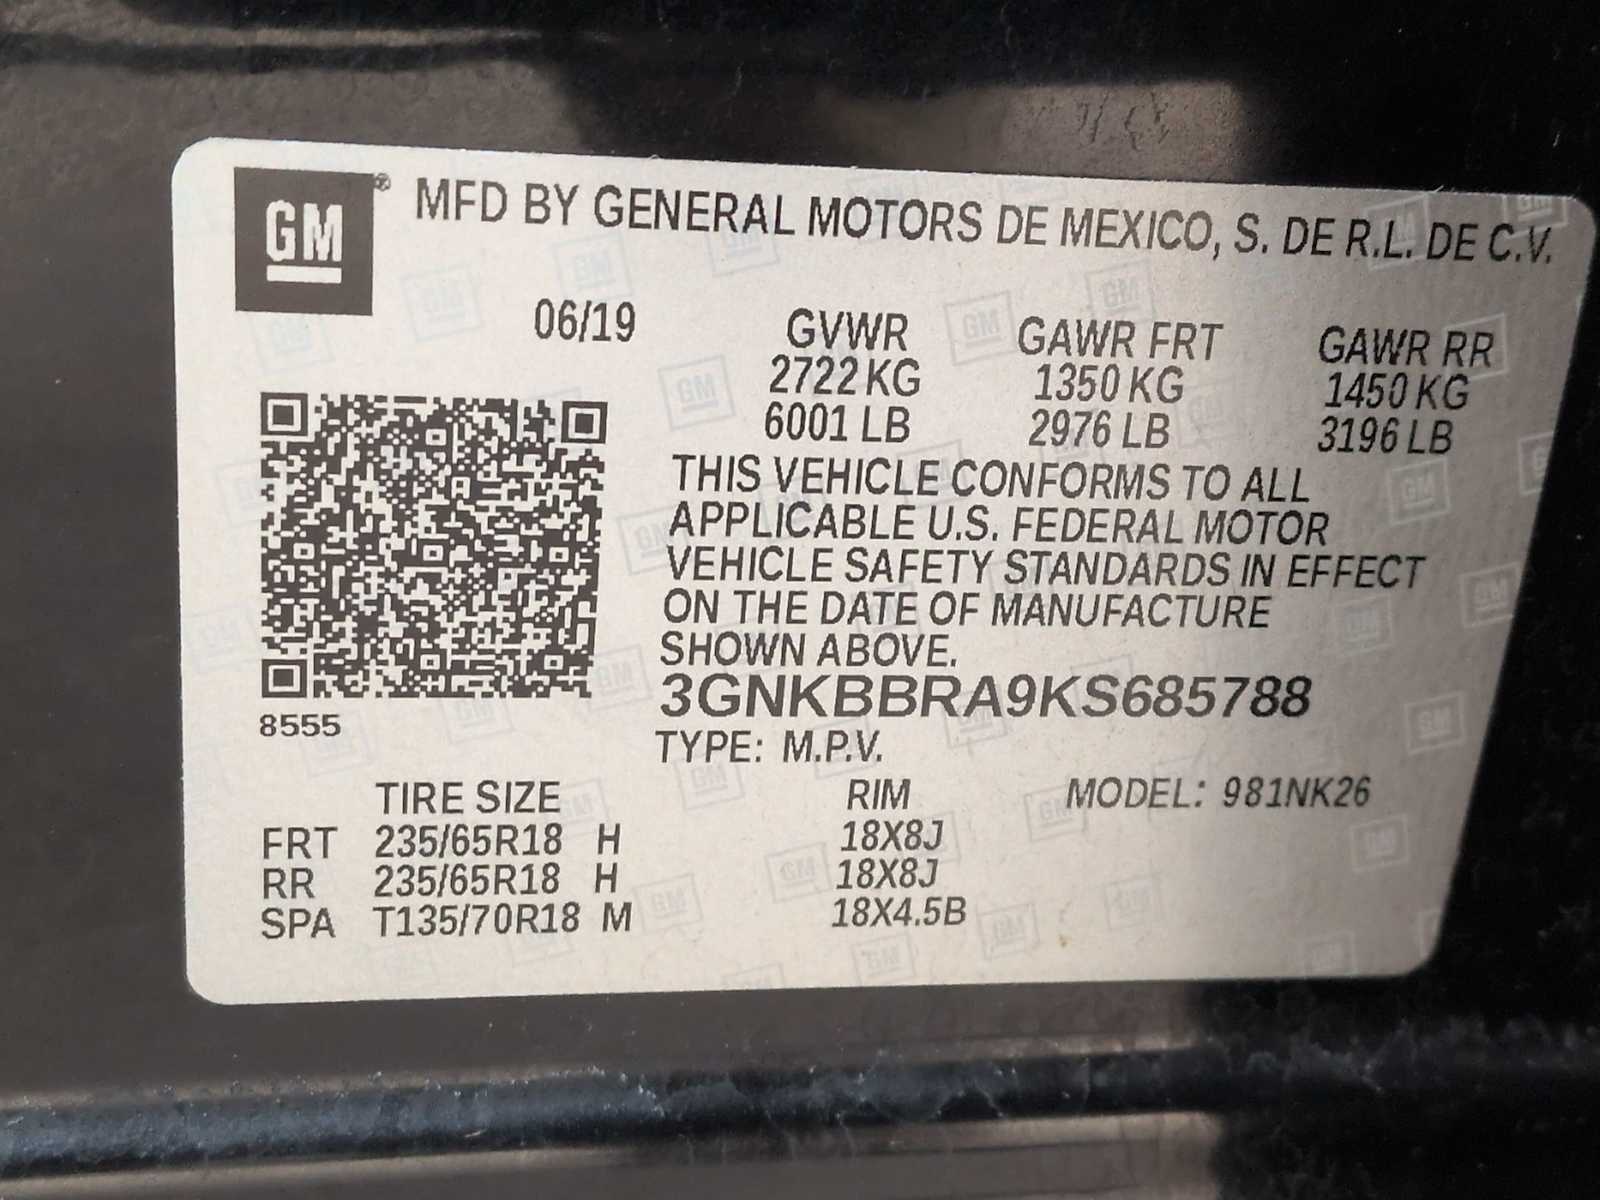 GM® MFD BY GENERAL MOTORS DE MEXICO, S. DE R.L. DE C.V.
06/19 GVWR GAWR FRT GAWR RR
2722 KG 1350 KG 1450 KG
6001 LB 2976 LB 3196 LB
THIS VEHICLE CONFORMS TO ALL
APPLICABLE U.S. FEDERAL MOTOR
VEHICLE SAFETY STANDARDS IN EFFECT
ON THE DATE OF MANUFACTURE
SHOWN ABOVE.
3GNKBBRA9KS685788
8555
TYPE: M.P.V.
TIRE SIZE RIM MODEL: 981NK26
FRT 235/65R18 H 18X8J
RR 235/65R18 H 18X8J
SPA T135/70R18 M 18X4.5B